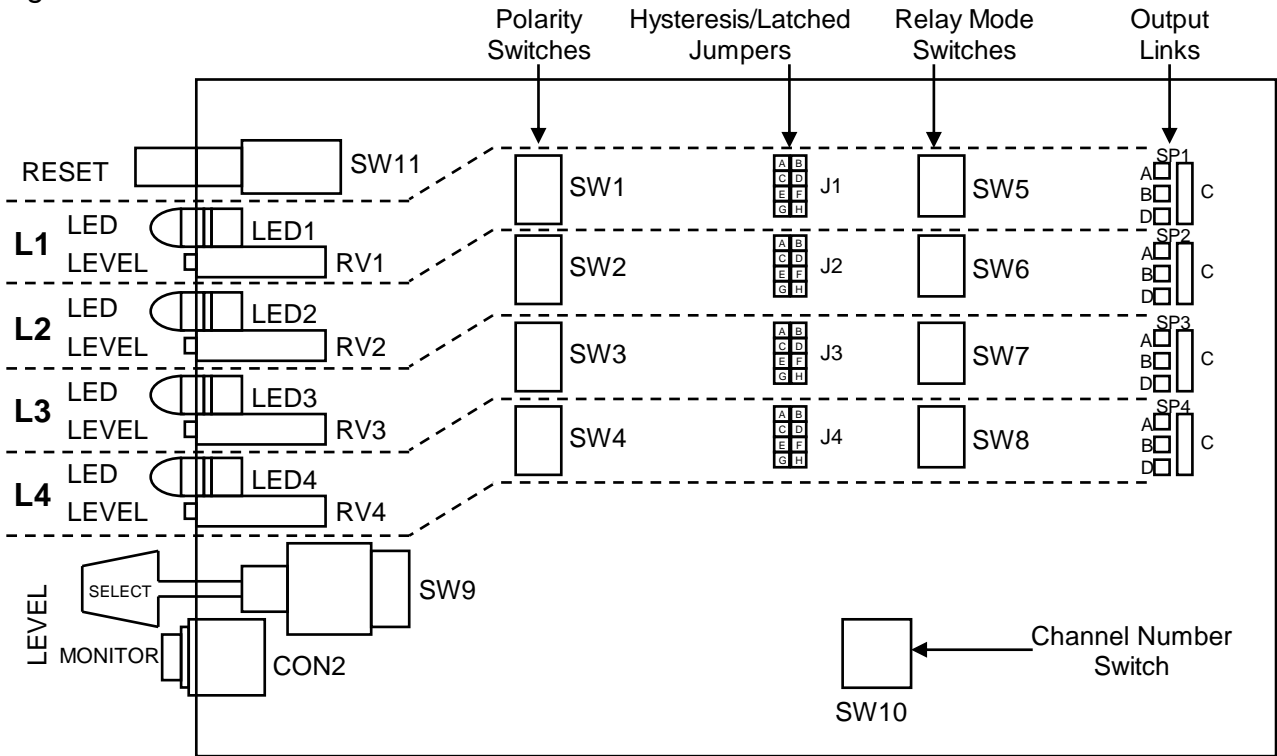 Polarity Switches
Hysteresis/Latched Jumpers
Relay Mode Switches
Output Links
RESET
SW11
L1
LED
LED1
LEVEL
RV1
L2
LED
LED2
LEVEL
RV2
L3
LED
LED3
LEVEL
RV3
L4
LED
LED4
LEVEL
RV4
SW1
A B
C D
E F
G H
J1
SW5
SP1
A
B
D
C
SW2
A B
C D
E F
G H
J2
SW6
SP2
A
B
D
C
SW3
A B
C D
E F
G H
J3
SW7
SP3
A
B
D
C
SW4
A B
C D
E F
G H
J4
SW8
SP4
A
B
D
C
LEVEL
SELECT
SW9
MONITOR
CON2
Channel Number
Switch
SW10